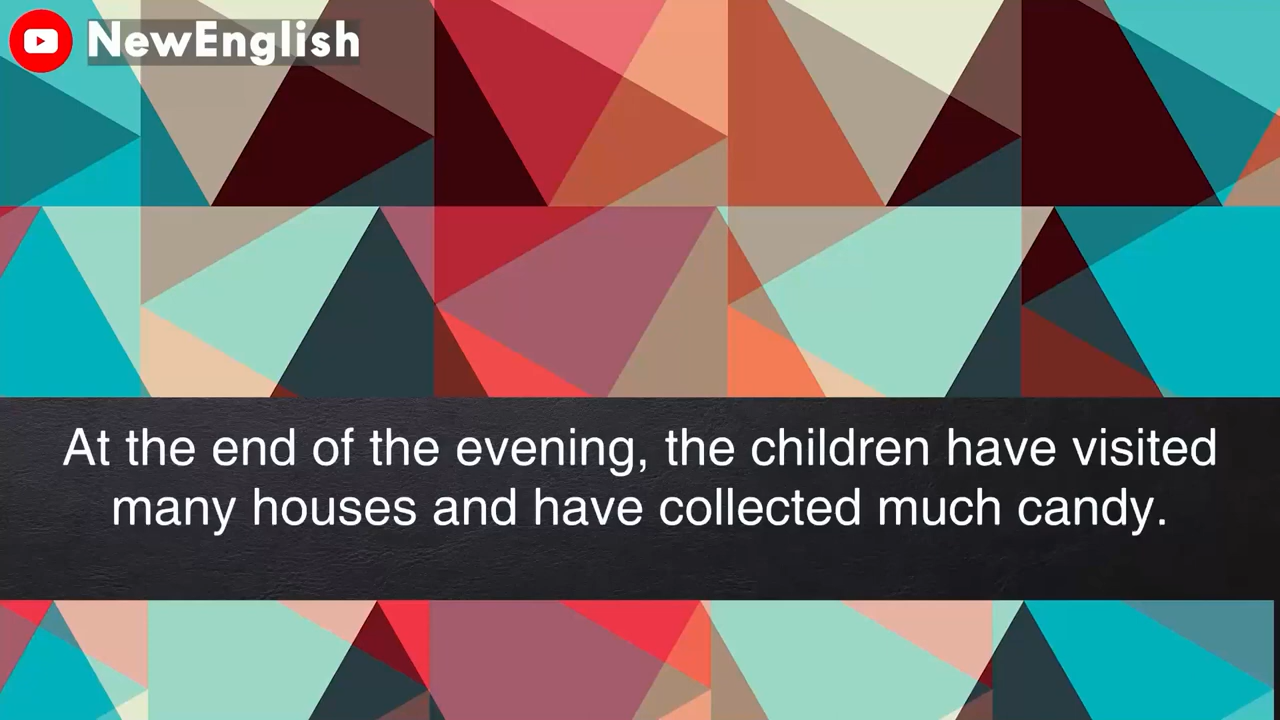 NewEnglish
At the end of the evening, the children have visited
many houses and have collected much candy.